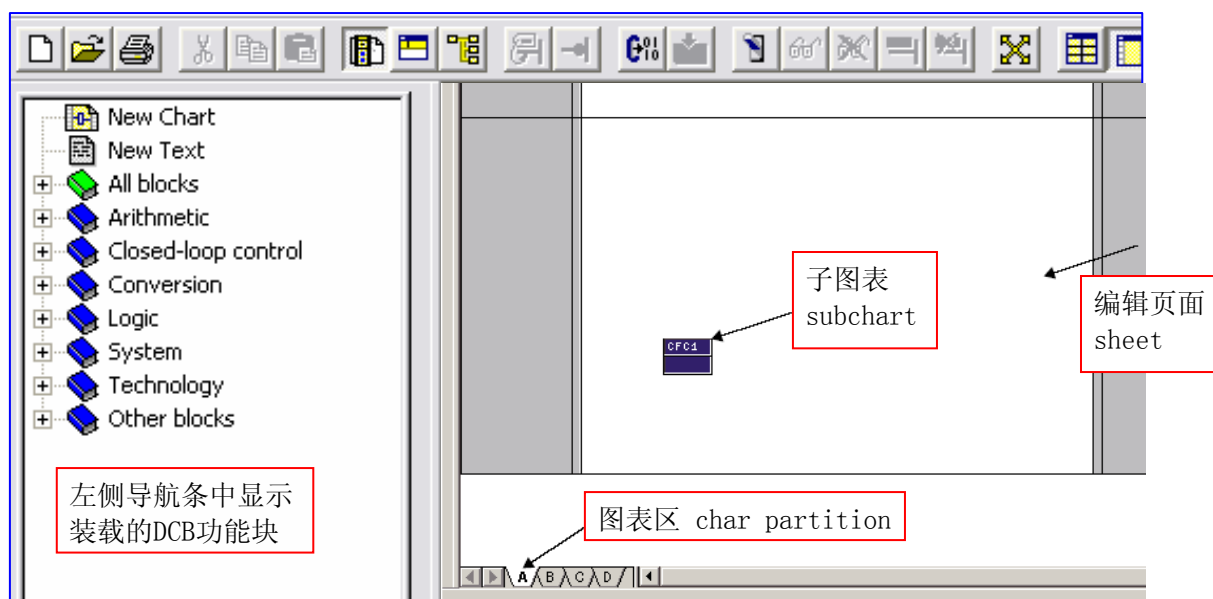 New Chart
New Text
All blocks
Arithmetic
Closed-loop control
Conversion
Logic
System
Technology
Other blocks
左侧导航条中显示
装载的DCB功能块
子图表
subchart
编辑页面
sheet
CFC1
图表区 char partition
A B C D